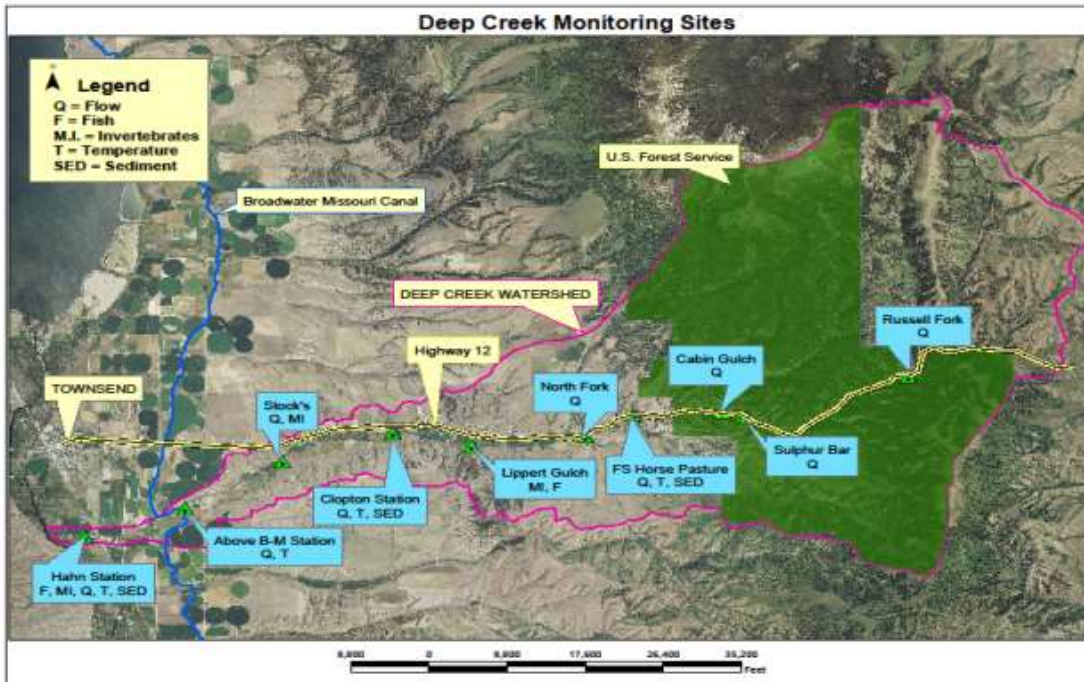 Deep Creek Monitoring Sites
Legend
Q = Flow
F = Fish
M.I. = Invertebrates
T = Temperature
SED = Sediment
U.S. Forest Service
Broadwater Missouri Canal
DEEP CREEK WATERSHED
Russell Fork
Q
Highway 12
Cabin Gulch
Q
North Fork
Q
TOWNSEND
Stock's
Q, MI
Sulphur Bar
Q
FS Horse Pasture
Q, T, SED
Lippert Gulch
MI, F
Clopton Station
Q, T, SED
Above B-M Station
Q, T
Hahn Station
F, MI, Q, T, SED
8,800 0 8,800 17,600 26,400 35,200
Feet